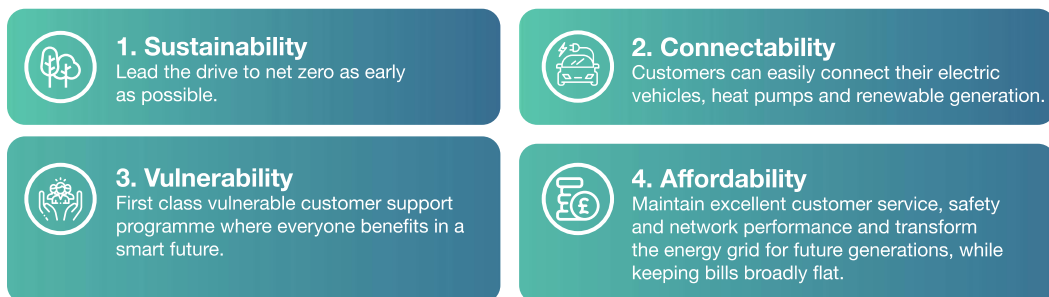 1. Sustainability
Lead the drive to net zero as early
as possible.
2. Connectability
Customers can easily connect their electric
vehicles, heat pumps and renewable generation.
3. Vulnerability
First class vulnerable customer support
programme where everyone benefits in a
smart future.
4. Affordability
Maintain excellent customer service, safety
and network performance and transform
the energy grid for future generations, while
keeping bills broadly flat.
£